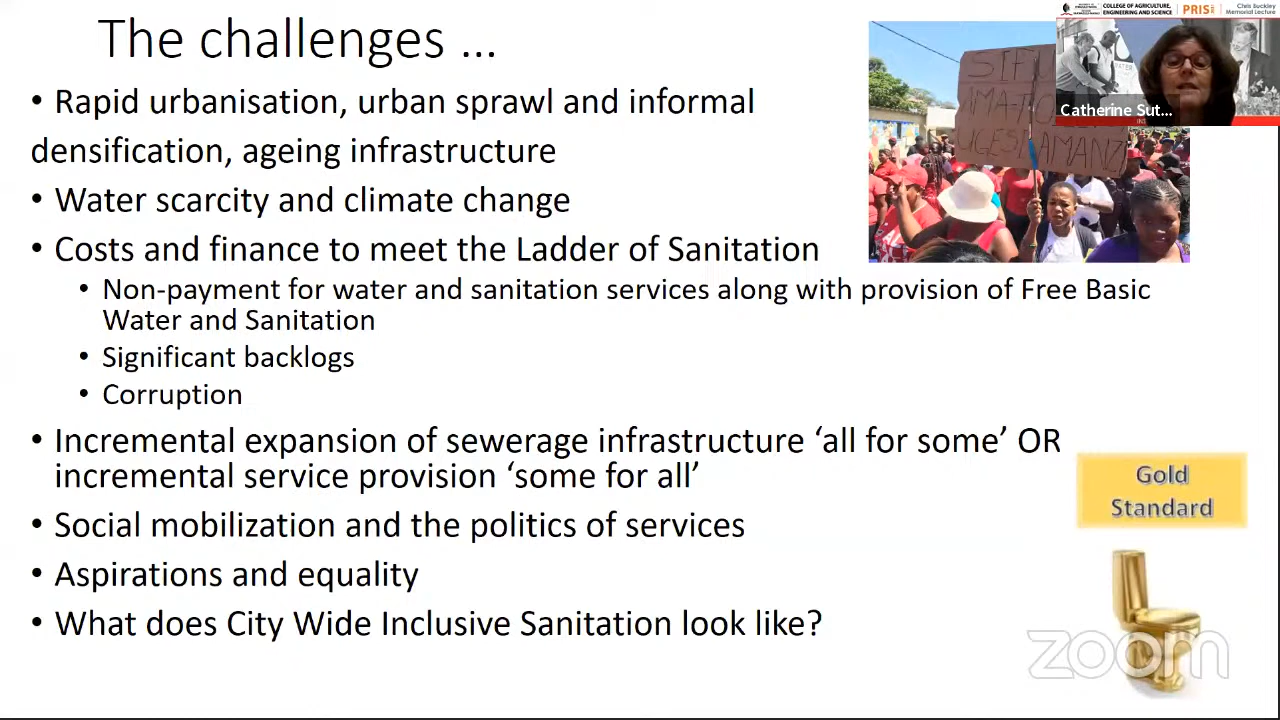 The challenges ...
• Rapid urbanisation, urban sprawl and informal
densification, ageing infrastructure
• Water scarcity and climate change
• Costs and finance to meet the Ladder of Sanitation
• Non-payment for water and sanitation services along with provision of Free Basic
Water and Sanitation
• Significant backlogs
• Corruption
• Incremental expansion of sewerage infrastructure ‘all for some’ OR
incremental service provision ‘some for all’
• Social mobilization and the politics of services
• Aspirations and equality
• What does City Wide Inclusive Sanitation look like?
COLLEGE OF AGRICULTURE,
ENGINEERING AND SCIENCE
PRIS
Chris Buckley
Memorial Lecture
Catherine Sut...
Gold
Standard
zoom